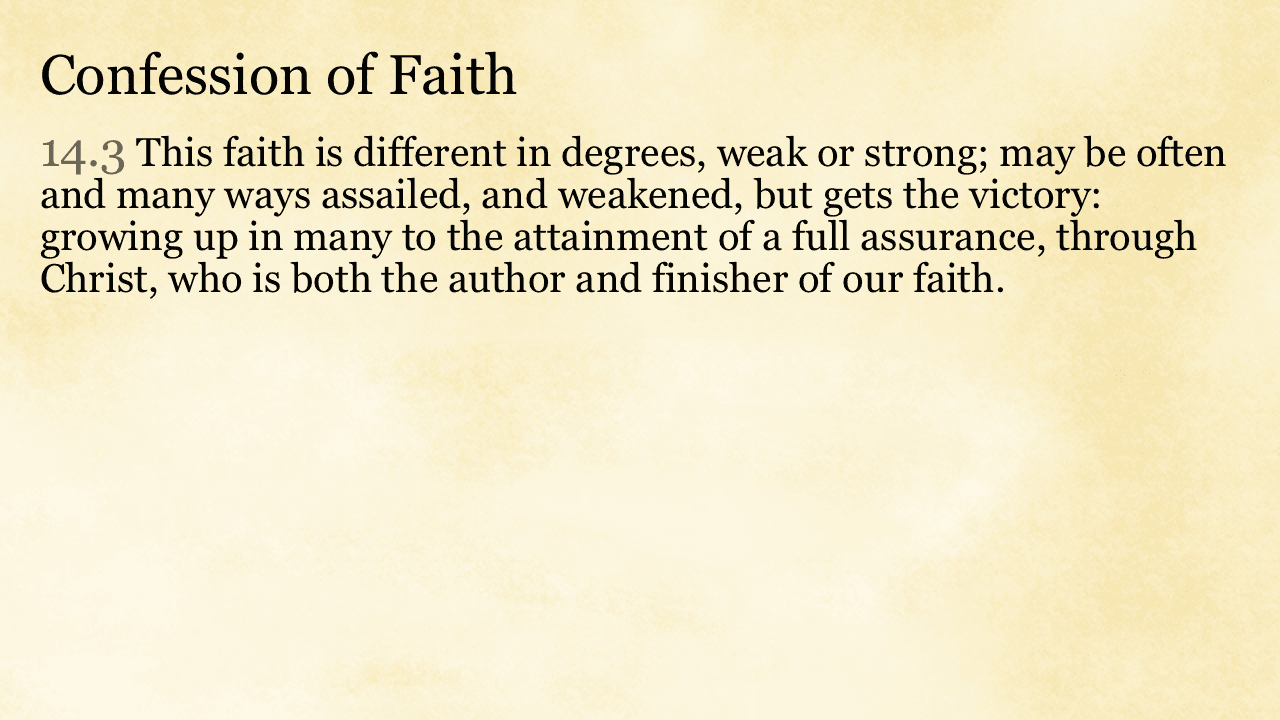 Confession of Faith
14.3 This faith is different in degrees, weak or strong; may be often
and many ways assailed, and weakened, but gets the victory:
growing up in many to the attainment of a full assurance, through
Christ, who is both the author and finisher of our faith.